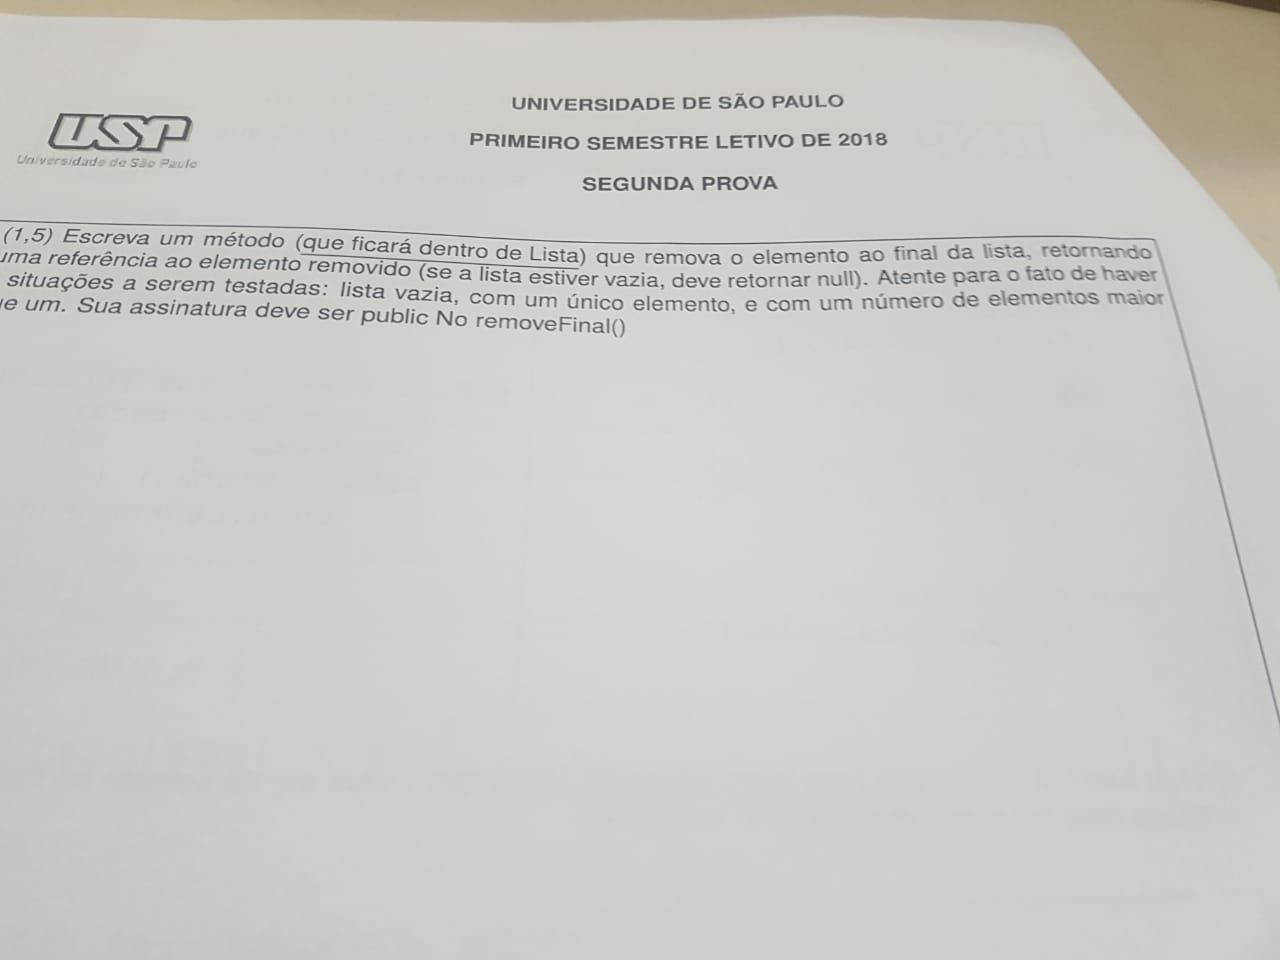 USP
Universidade de São Paulo
UNIVERSIDADE DE SÃO PAULO
PRIMEIRO SEMESTRE LETIVO DE 2018
SEGUNDA PROVA
(1,5) Escreva um método (que ficará dentro de Lista) que remova o elemento ao final da lista, retornando
uma referência ao elemento removido (se a lista estiver vazia, deve retornar null). Atente para o fato de haver
situações a serem testadas: lista vazia, com um único elemento, e com um número de elementos maior
um. Sua assinatura deve ser public No removeFinal()